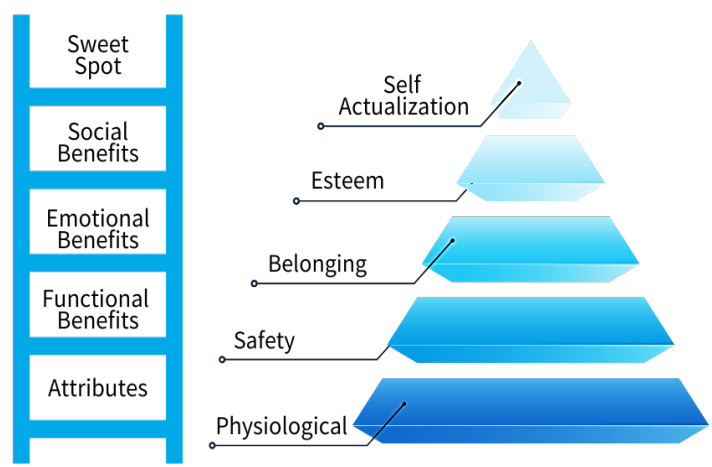 Sweet
Spot
Social
Benefits
Emotional
Benefits
Functional
Benefits
Attributes
Self
Actualization
Esteem
Belonging
Safety
Physiological